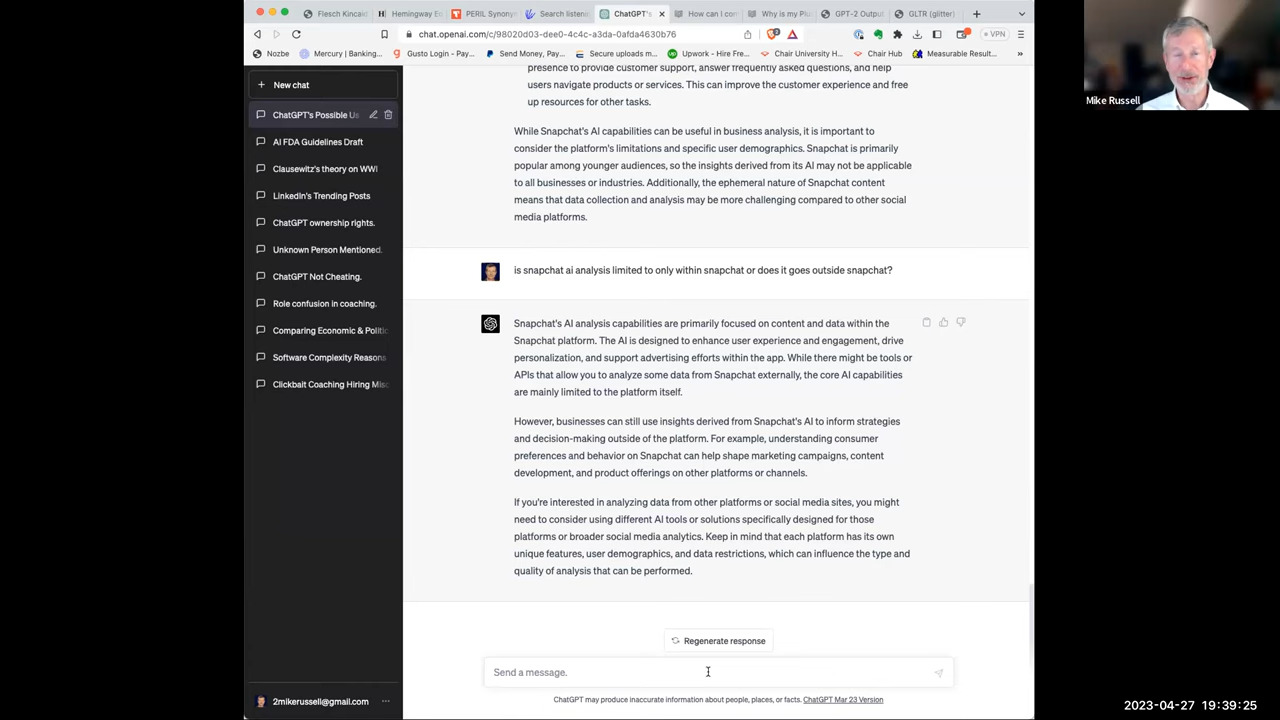 Flesch Kincaid
Hemingway Ed
PERIL Synonym
Search listene
ChatGPT's
How can I con
Why is my Plu
GPT-2 Output
GLTR (glitter)
chat.openai.com/c/98020d03-dee0-4c4c-a3da-0afda4630b76
VPN
Nozbe
Mercury | Banking...
Gusto Login - Pay...
Send Money, Pay...
Secure uploads m...
Upwork - Hire Fre...
Chair University H...
Chair Hub
Measurable Result...
Mike Russell
New chat
ChatGPT's Possible Us
AI FDA Guidelines Draft
Clausewitz's theory on WWI
LinkedIn's Trending Posts
ChatGPT ownership rights.
Unknown Person Mentioned.
ChatGPT Not Cheating.
Role confusion in coaching.
Comparing Economic & Politic
Software Complexity Reasons
Clickbait Coaching Hiring Misc
2mikerussell@gmail.com
presence to provide customer support, answer frequently asked questions, and help
users navigate products or services. This can improve the customer experience and free
up resources for other tasks.
While Snapchat's AI capabilities can be useful in business analysis, it is important to
consider the platform's limitations and specific user demographics. Snapchat is primarily
popular among younger audiences, so the insights derived from its AI may not be applicable
to all businesses or industries. Additionally, the ephemeral nature of Snapchat content
means that data collection and analysis may be more challenging compared to other social
media platforms.
is snapchat ai analysis limited to only within snapchat or does it goes outside snapchat?
Snapchat's AI analysis capabilities are primarily focused on content and data within the
Snapchat platform. The AI is designed to enhance user experience and engagement, drive
personalization, and support advertising efforts within the app. While there might be tools or
APIs that allow you to analyze some data from Snapchat externally, the core AI capabilities
are mainly limited to the platform itself.
However, businesses can still use insights derived from Snapchat's AI to inform strategies
and decision-making outside of the platform. For example, understanding consumer
preferences and behavior on Snapchat can help shape marketing campaigns, content
development, and product offerings on other platforms or channels.
If you're interested in analyzing data from other platforms or social media sites, you might
need to consider using different AI tools or solutions specifically designed for those
platforms or broader social media analytics. Keep in mind that each platform has its own
unique features, user demographics, and data restrictions, which can influence the type and
quality of analysis that can be performed.
Regenerate response
Send a message.
ChatGPT may produce inaccurate information about people, places, or facts. ChatGPT Mar 23 Version
2023-04-27 19:39:25